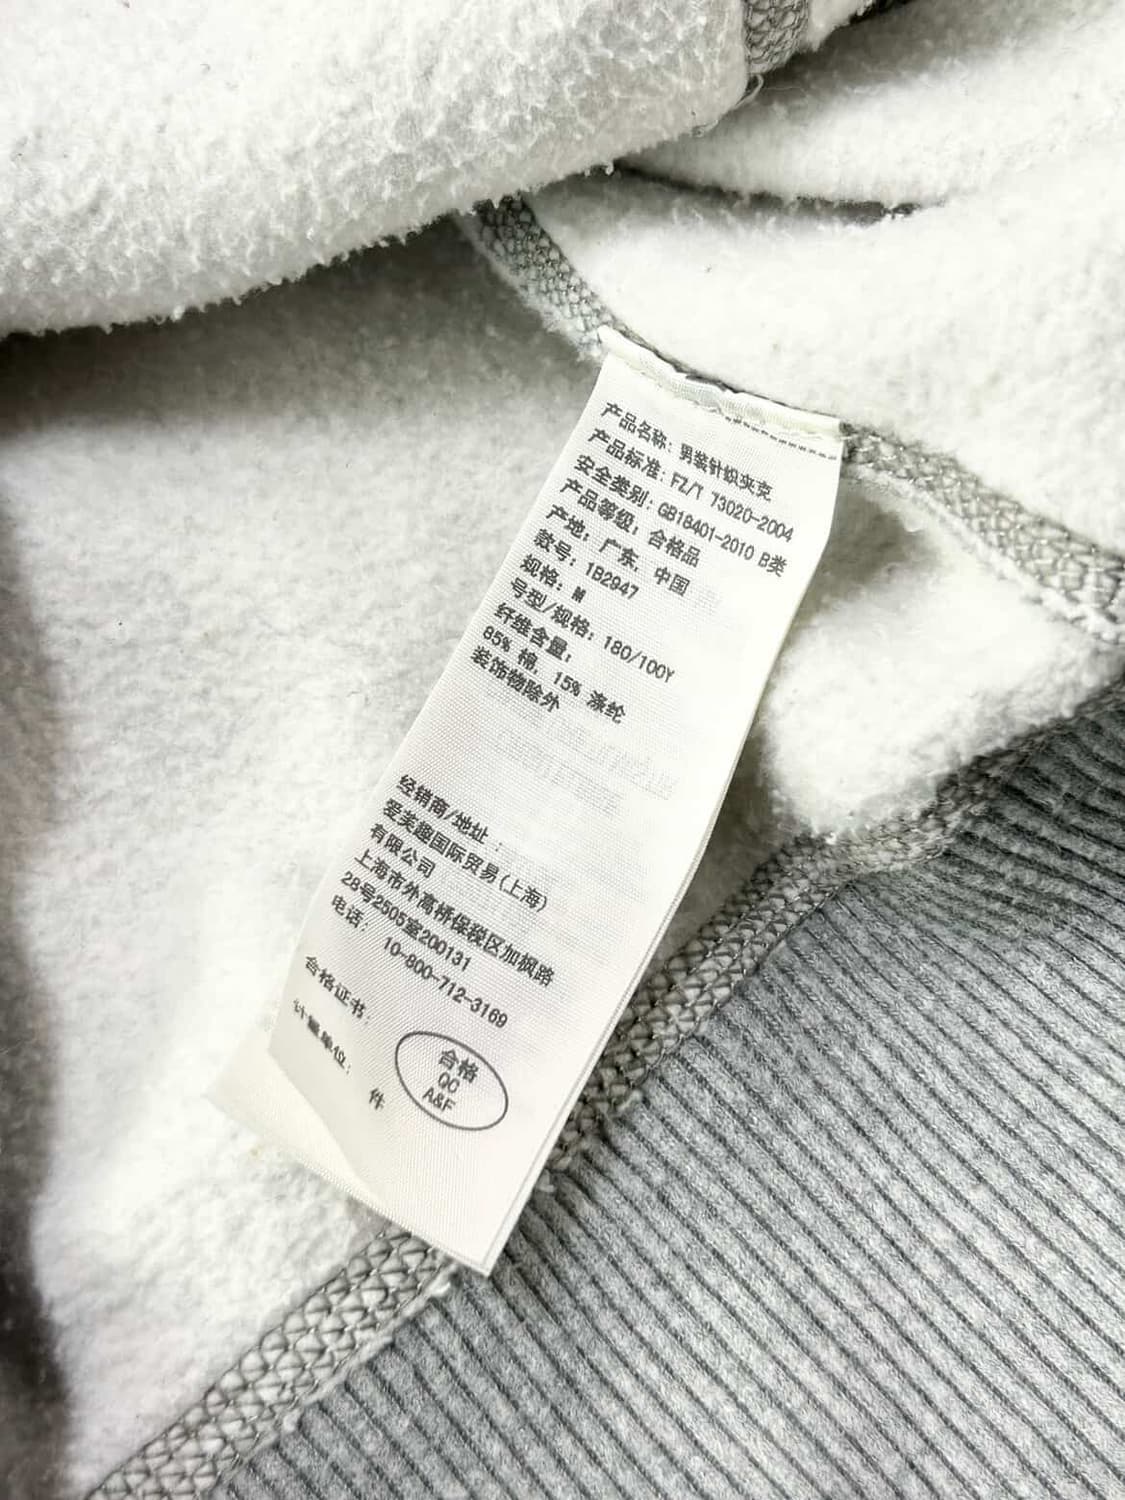 产品名称: 男装针织夹克
产品标准: FZ/T 73020-2004
安全类别: GB18401-2010 B类
产品等级: 合格品
产地: 广东, 中国
款号: 1B2947
规格: M
号型/规格: 180/100Y
纤维含量:
85% 棉, 15% 涤纶
装饰物除外
经销商/地址:
爱芙趣国际贸易(上海)
有限公司
上海市外高桥保税区加枫路
28号2505室200131
电话: 10-800-712-3169
合格证书:
合格
QC
A&F
计量单位: 件